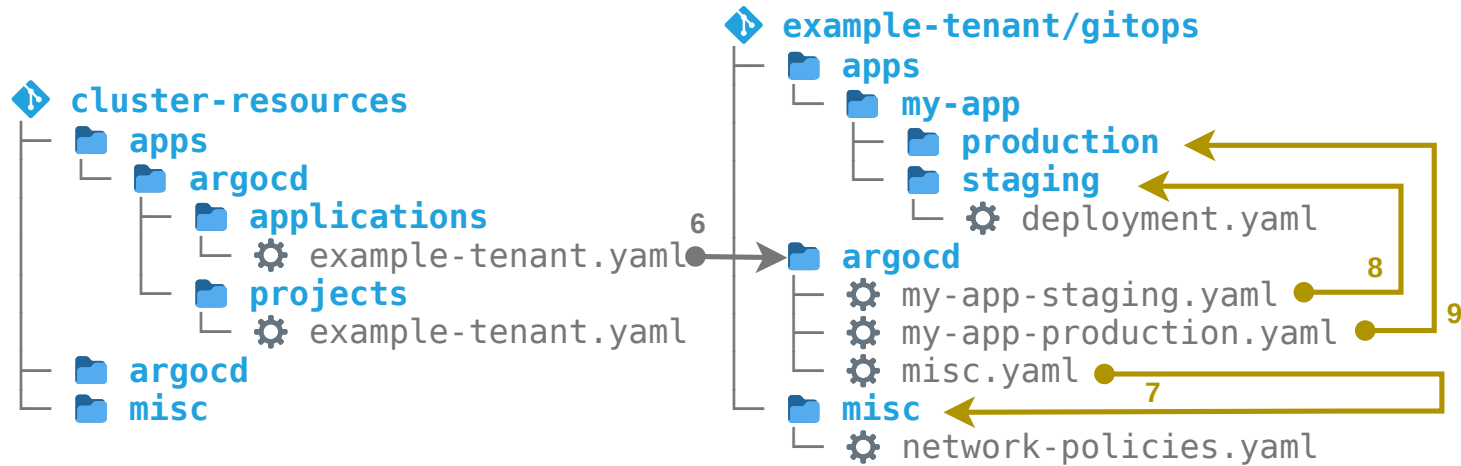 cluster-resources
apps
argocd
applications
example-tenant.yaml
projects
example-tenant.yaml
argocd
misc
6
example-tenant/gitops
apps
my-app
production
staging
deployment.yaml
argocd
my-app-staging.yaml
8
my-app-production.yaml
9
misc.yaml
7
misc
network-policies.yaml